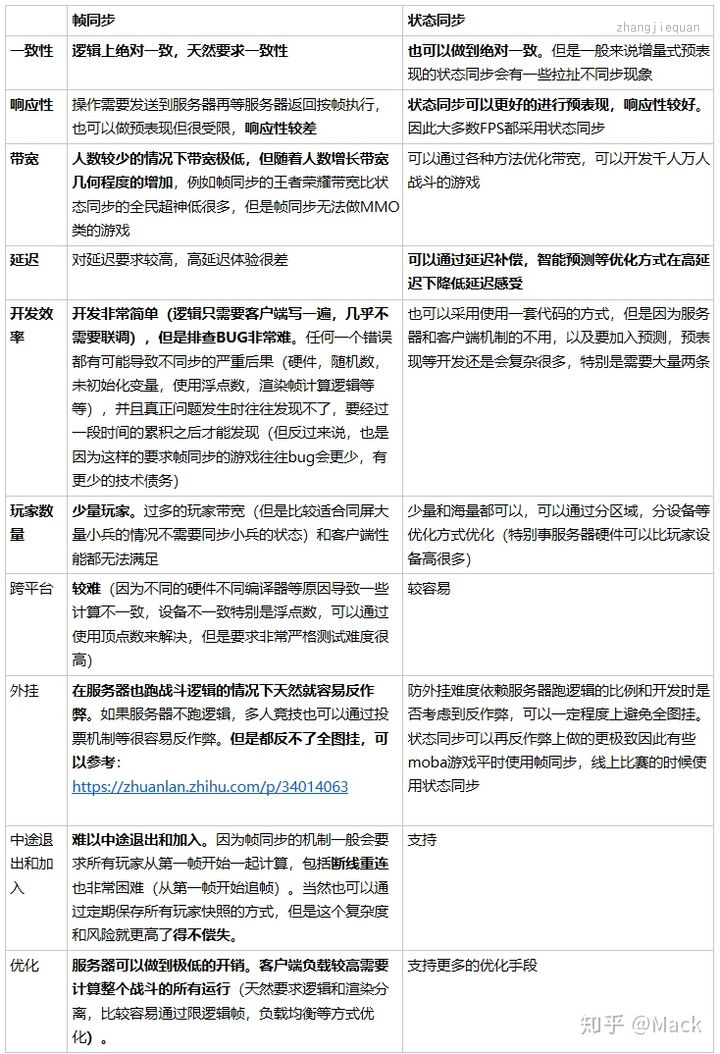 帧同步
状态同步
zhangjiequan
一致性
逻辑上绝对一致，天然要求一致性
也可以做到绝对一致。但是一般来说增量式预表
现的状态同步会有一些拉扯不同步现象
响应性
操作需要发送到服务器再等服务器返回按帧执行，
也可以做预表现但很受限，响应性较差
状态同步可以更好的进行预表现，响应性较好。
因此大多数FPS都采用状态同步
带宽
人数较少的情况下带宽极低，但随着人数增长带宽
几何程度的增加，例如帧同步的王者荣耀带宽比状
态同步的全民超神低很多，但是帧同步无法做MMO
类的游戏
可以通过各种方法优化带宽，可以开发千人万人
战斗的游戏
延迟
对延迟要求较高，高延迟体验很差
可以通过延迟补偿，智能预测等优化方式在高延
迟下降低延迟感受
开发效
率
开发非常简单（逻辑只需要客户端写一遍，几乎不
需要联调），但是排查BUG非常难。任何一个错误
都有可能导致不同步的严重后果（硬件，随机数，
未初始化变量，使用浮点数，渲染帧计算逻辑等
等），并且真正问题发生时往往发现不了，要经过
一段时间的累积之后才能发现（但反过来说，也是
因为这样的要求帧同步的游戏往往bug会更少，有
更少的技术债务）
也可以采用使用一套代码的方式，但是因为服务
器和客户端机制的不用，以及要加入预测，预表
现等开发还是会复杂很多，特别是需要大量两条
玩家数
量
少量玩家。过多的玩家带宽（但是比较适合同屏大
量小兵的情况不需要同步小兵的状态）和客户端性
能都无法满足
少量和海量都可以，可以通过分区域，分设备等
优化方式优化（特别事服务器硬件可以比玩家设
备高很多）
跨平台
较难（因为不同的硬件不同编译器等原因导致一些
计算不一致，设备不一致特别是浮点数，可以通过
使用顶点数来解决，但是要求非常严格测试难度很
高）
较容易
外挂
在服务器也跑战斗逻辑的情况下天然就容易反作
弊。如果服务器不跑逻辑，多人竞技也可以通过投
票机制等很容易反作弊。但是都反不了全图挂，可
以参考：
https://zhuanlan.zhihu.com/p/34014063
防外挂难度依赖服务器跑逻辑的比例和开发时是
否考虑到反作弊，可以一定程度上避免全图挂。
状态同步可以再反作弊上做的更极致因此有些
moba游戏平时使用帧同步，线上比赛的时候使
用状态同步
中途退
出和加
入
难以中途退出和加入。因为帧同步的机制一般会要
求所有玩家从第一帧开始一起计算，包括断线重连
也非常困难（从第一帧开始追帧）。当然也可以通
过定期保存所有玩家快照的方式，但是这个复杂度
和风险就更高了得不偿失。
支持
优化
服务器可以做到极低的开销。客户端负载较高需要
计算整个战斗的所有运行（天然要求逻辑和渲染分
离，比较容易通过限逻辑帧，负载均衡等方式优
化）。
支持更多的优化手段
知乎 @Mack